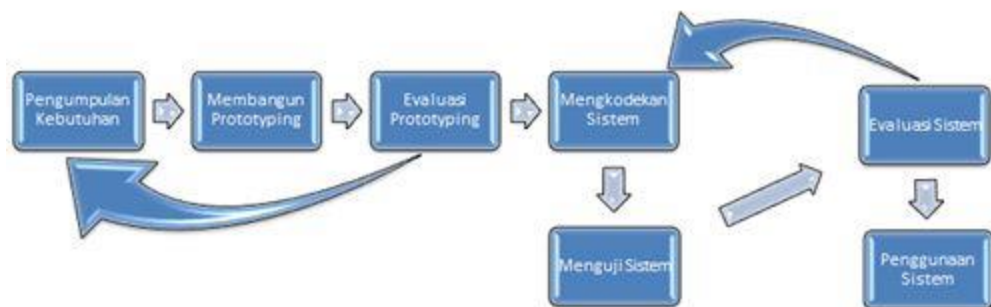 Pengumpulan
Kebutuhan
Membangun
Prototyping
Evaluasi
Prototyping
Mengkodekan
Sistem
Evaluasi Sistem
Menguji Sistem
Penggunaan
Sistem